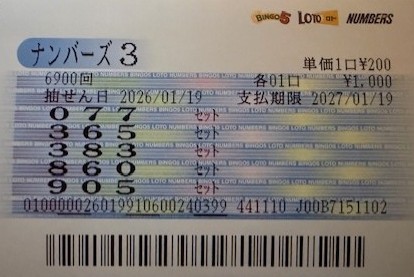 BINGO5 LOTO ロト NUMBERS
ナンバーズ3 単価1口¥200
6900回 各01口 ¥1,000
抽せん日 2026/01/19 支払期限 2027/01/19
077 セット
365 セット
383 セット
860 セット
905 セット
0100000260199106002403​99 441110 J00B7151102